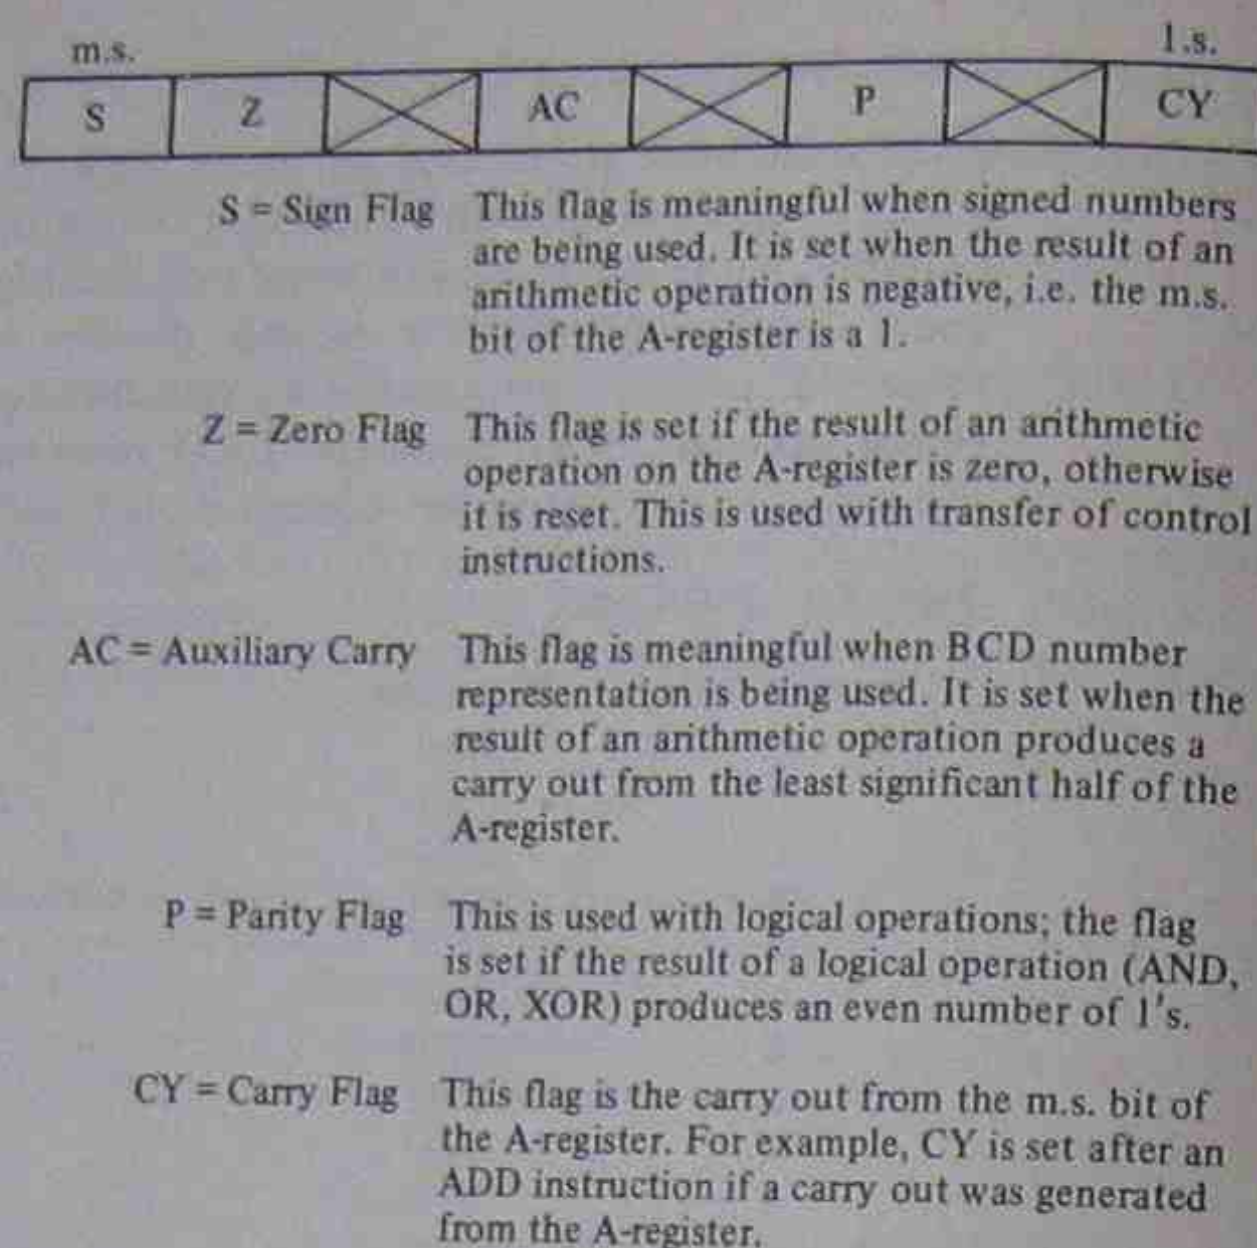 m.s. l.s.
S Z AC P CY
S = Sign Flag This flag is meaningful when signed numbers
are being used. It is set when the result of an
arithmetic operation is negative, i.e. the m.s.
bit of the A-register is a 1.
Z = Zero Flag This flag is set if the result of an arithmetic
operation on the A-register is zero, otherwise
it is reset. This is used with transfer of control
instructions.
AC = Auxiliary Carry This flag is meaningful when BCD number
representation is being used. It is set when the
result of an arithmetic operation produces a
carry out from the least significant half of the
A-register.
P = Parity Flag This is used with logical operations; the flag
is set if the result of a logical operation (AND,
OR, XOR) produces an even number of 1's.
CY = Carry Flag This flag is the carry out from the m.s. bit of
the A-register. For example, CY is set after an
ADD instruction if a carry out was generated
from the A-register.